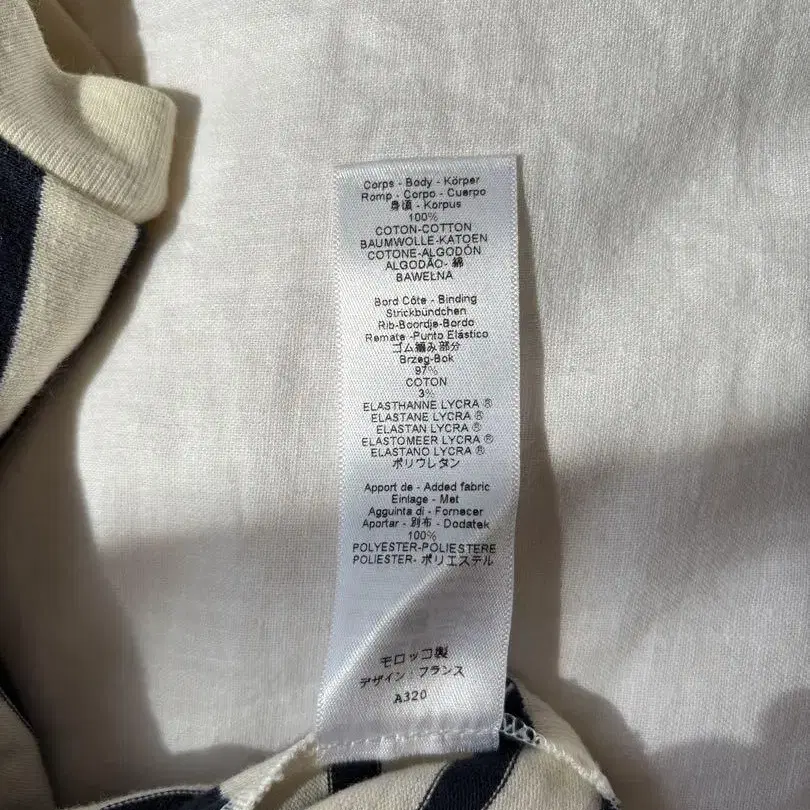 Corps - Body - Körper
Romp - Corpo - Cuerpo
身頃 - Korpus
100%
COTON-COTTON
BAUMWOLLE-KATOEN
COTONE-ALGODÓN
ALGODÃO- 綿
BAWEŁNA
Bord Côte - Binding
Strickbündchen
Rib-Boordje-Bordo
Remate -Punto Elástico
ゴム編み部分
Brzeg-Bok
97%
COTON
3%
ELASTHANNE LYCRA ®
ELASTANE LYCRA ®
ELASTAN LYCRA ®
ELASTOMEER LYCRA ®
ELASTANO LYCRA ®
ポリウレタン
Apport de - Added fabric
Einlage - Met
Agguinta di - Fornecer
Aportar - 別布 - Dodatek
100%
POLYESTER-POLIESTERE
POLIESTER- ポリエステル
モロッコ製
デザイン：フランス
A320